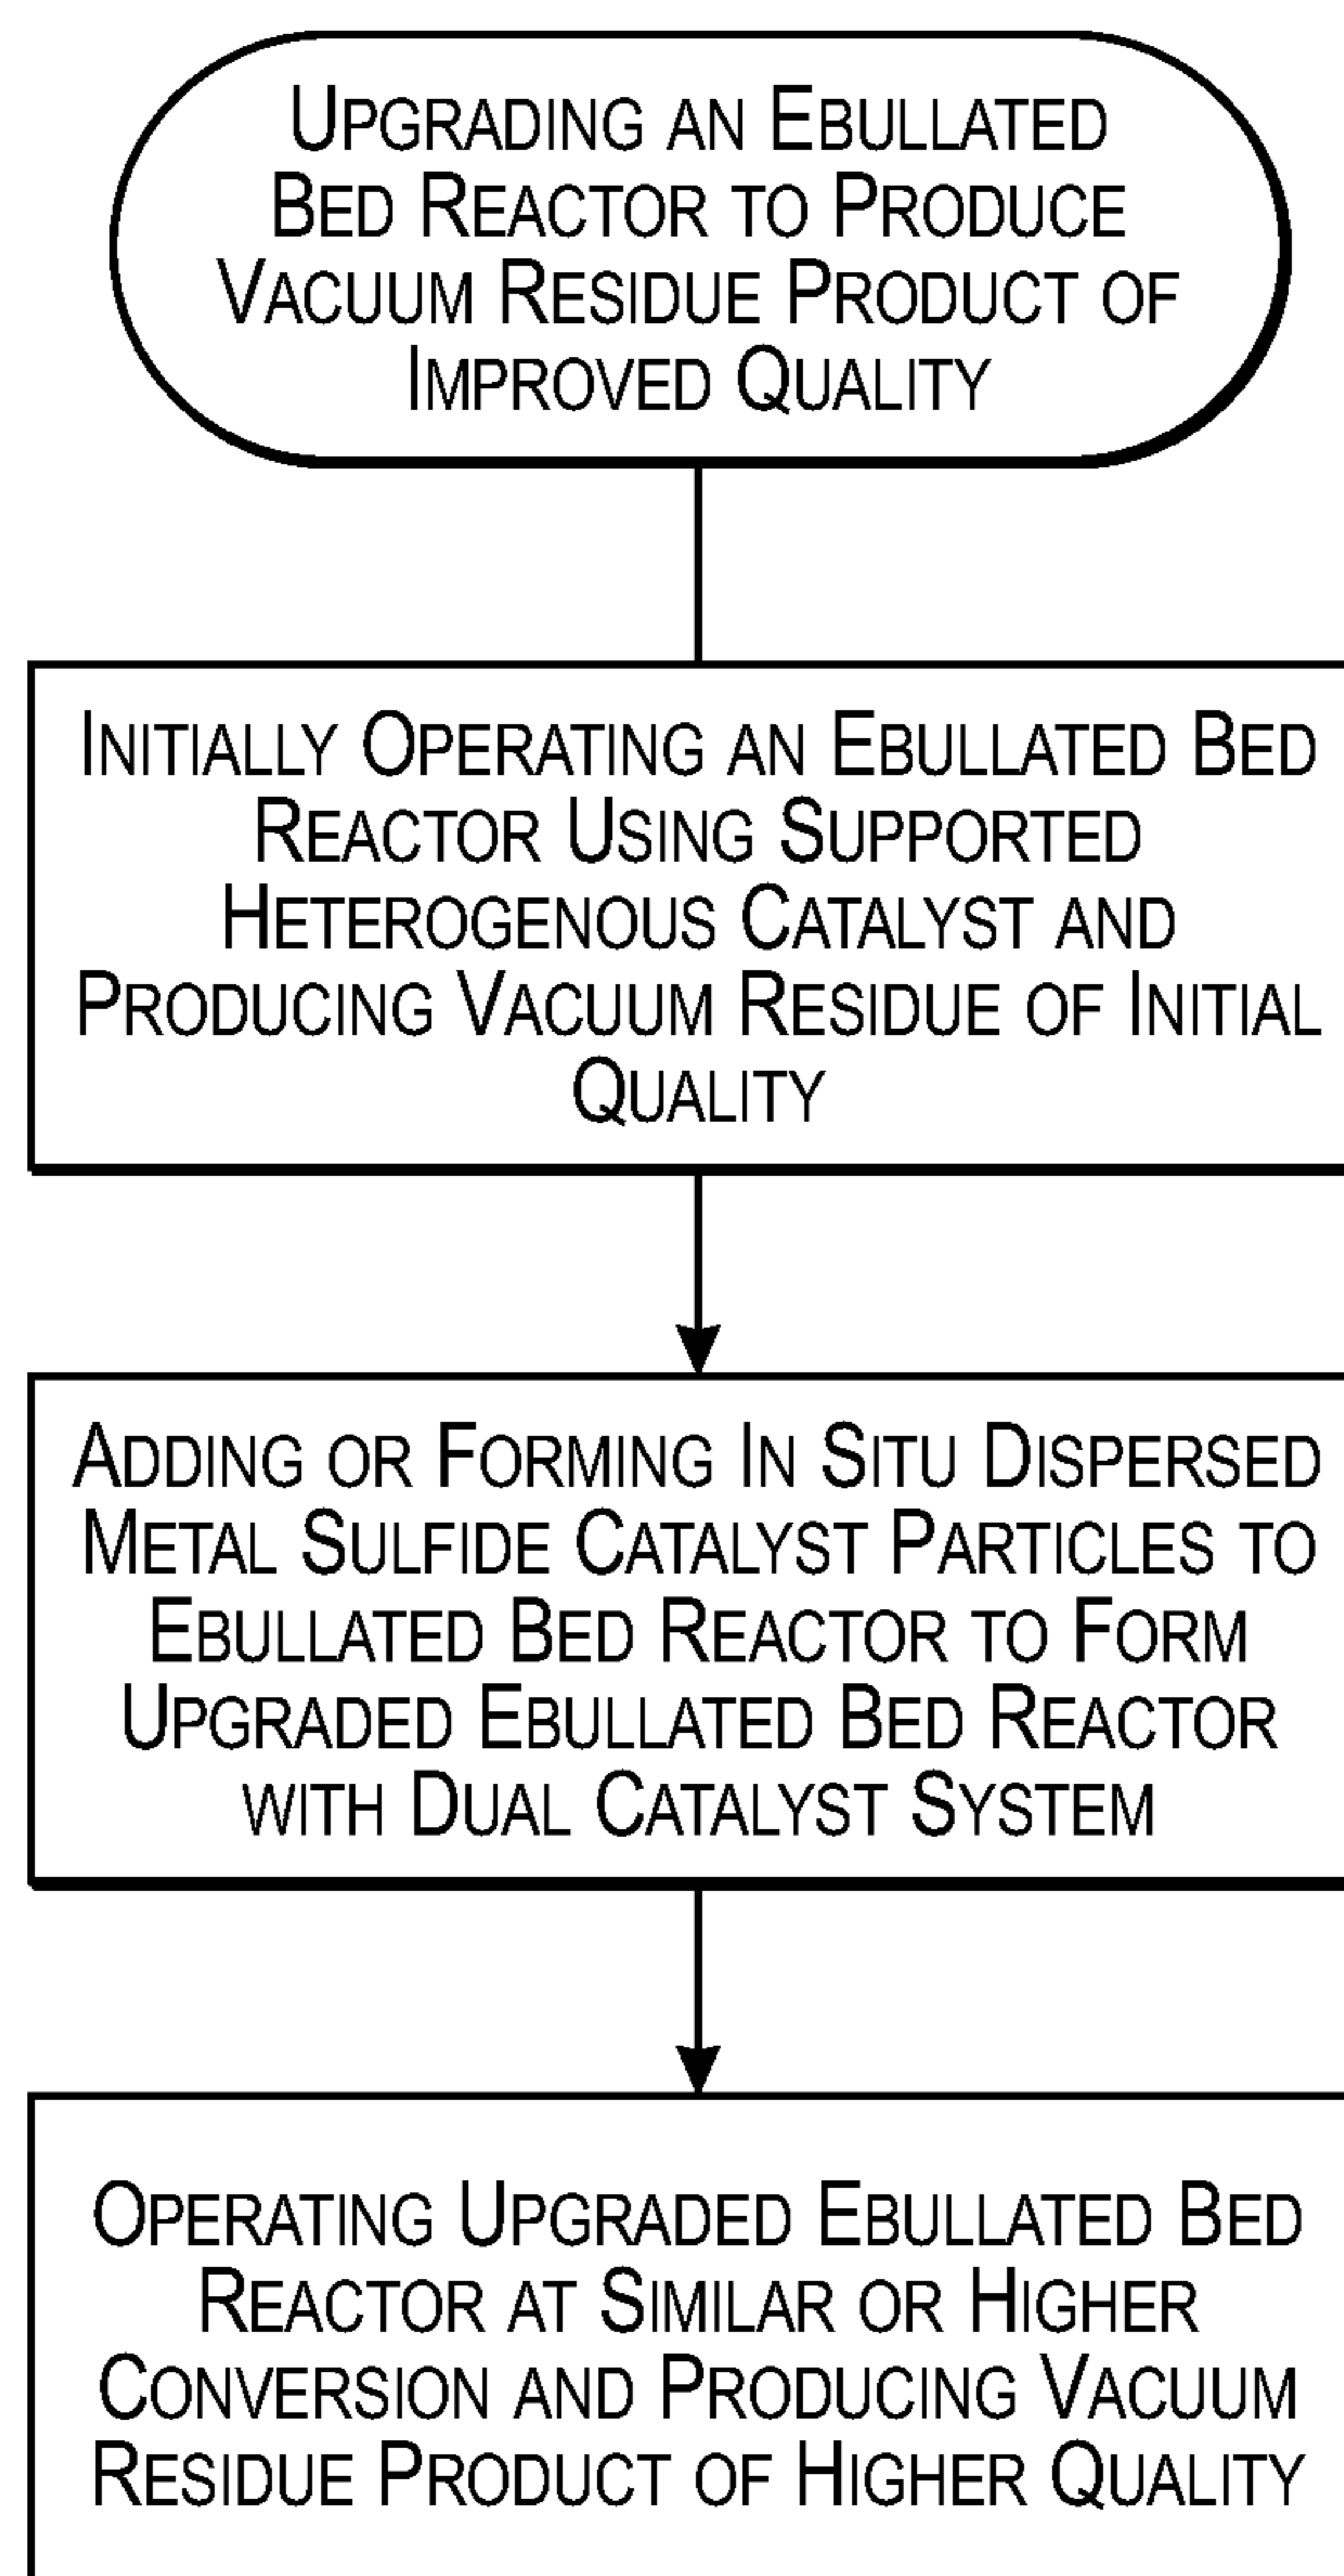 Upgrading an Ebullated
Bed Reactor to Produce
Vacuum Residue Product of
Improved Quality
Initially Operating an Ebullated Bed
Reactor Using Supported
Heterogenous Catalyst and
Producing Vacuum Residue of Initial
Quality
Adding or Forming In Situ Dispersed
Metal Sulfide Catalyst Particles to
Ebullated Bed Reactor to Form
Upgraded Ebullated Bed Reactor
with Dual Catalyst System
Operating Upgraded Ebullated Bed
Reactor at Similar or Higher
Conversion and Producing Vacuum
Residue Product of Higher Quality